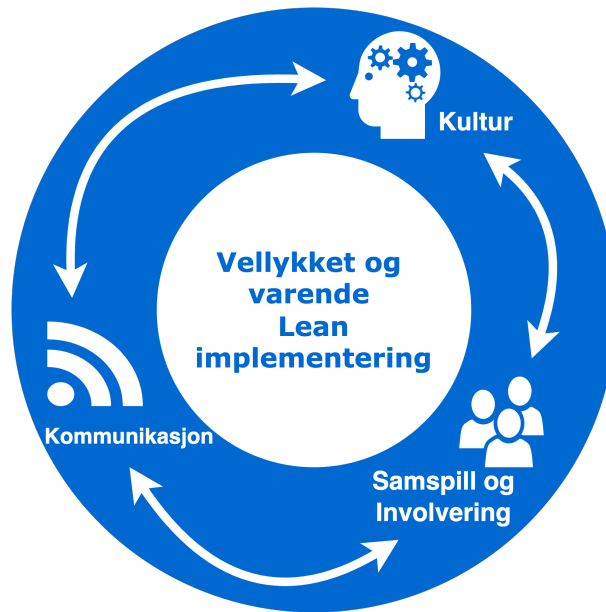 Kultur
Vellykket og
varende
Lean
implementering
Kommunikasjon
Samspill og
Involvering